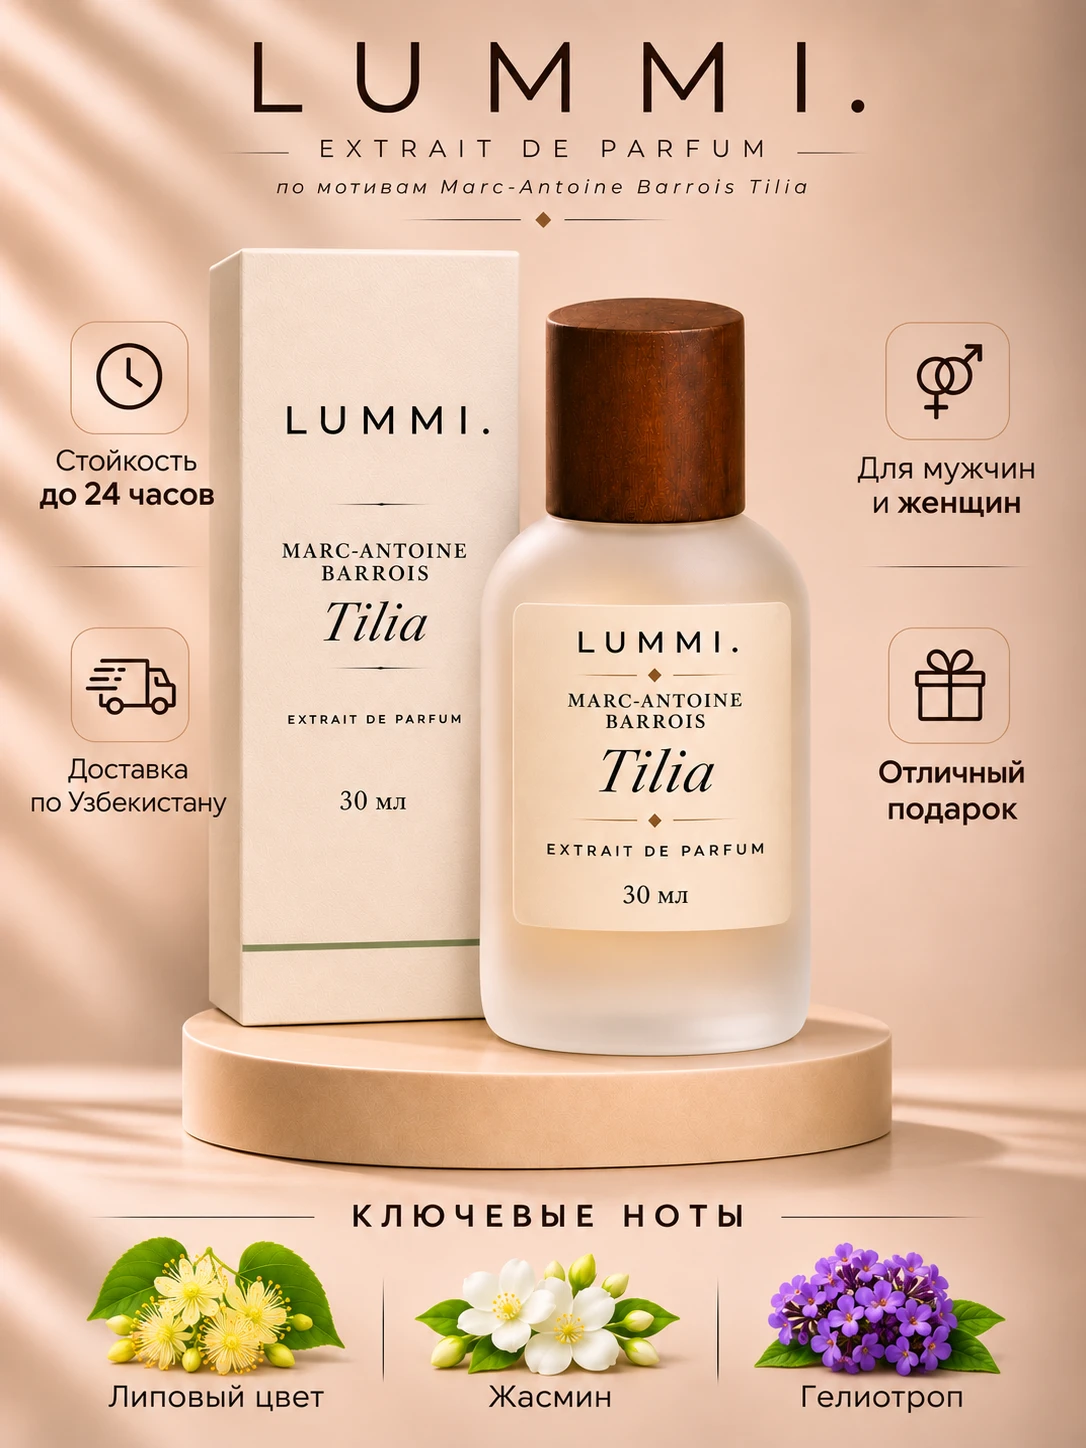 LUMMI.
EXTRAIT DE PARFUM
по мотивам Marc-Antoine Barrois Tilia
Стойкость
до 24 часов
Доставка
по Узбекистану
LUMMI.
MARC-ANTOINE
BARROIS
Tilia
EXTRAIT DE PARFUM
30 мл
LUMMI.
MARC-ANTOINE
BARROIS
Tilia
EXTRAIT DE PARFUM
30 мл
Для мужчин
и женщин
Отличный
подарок
КЛЮЧЕВЫЕ НОТЫ
Липовый цвет
Жасмин
Гелиотроп